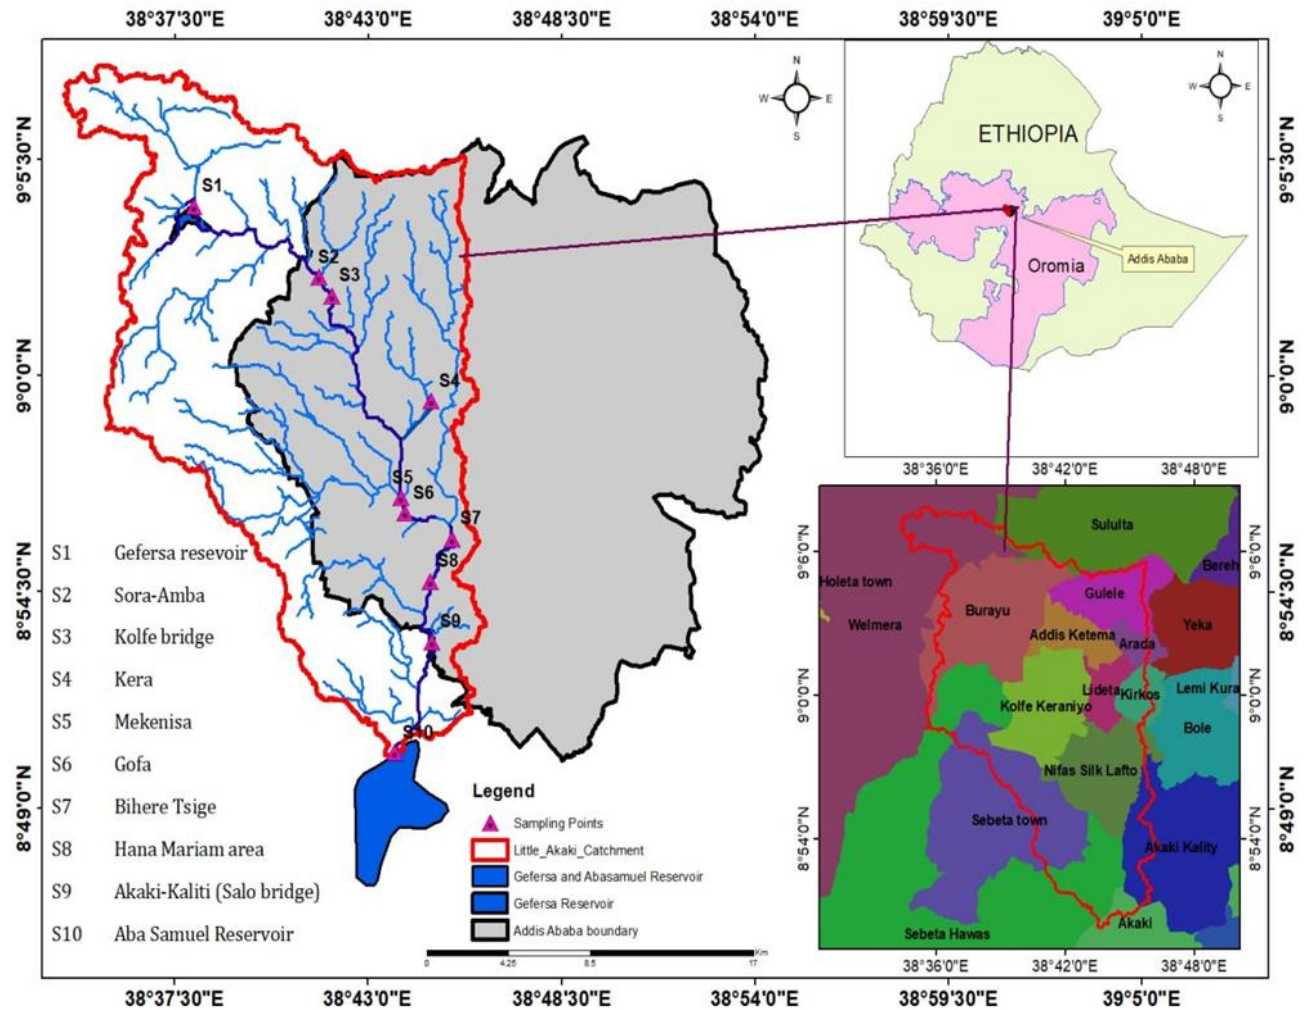 38°37'30"E 38°43'0"E 38°48'30"E 38°54'0"E 38°59'30"E 39°5'0"E
9°5'30"N
9°0'0"N
8°54'30"N
8°49'0"N
N
W E
S
S1
S2
S3
S4
S5
S6
S7
S8
S9
S10
S1 Gefersa resevoir
S2 Sora-Amba
S3 Kolfe bridge
S4 Kera
S5 Mekenisa
S6 Gofa
S7 Bihere Tsige
S8 Hana Mariam area
S9 Akaki-Kaliti (Salo bridge)
S10 Aba Samuel Reservoir
Legend
Sampling Points
Little_Akaki_Catchment
Gefersa and Abasamuel Reservoir
Gefersa Reservoir
Addis Ababa boundary
Km
0 4.25 8.5 17
N
W E
S
ETHIOPIA
Oromia
Addis Ababa
9°5'30"N
9°0'0"N
8°54'30"N
8°49'0"N
38°36'0"E 38°42'0"E 38°48'0"E
9°6'0"N
9°0'0"N
8°54'0"N
Sululta
Bereh
Holeta town
Welmera
Burayu
Gulele
Yeka
Addis Ketema
Arada
Lideta
Kirkos
Lemi Kura
Kolfe Keraniyo
Bole
Nifas Silk Lafto
Sebeta town
Akaki Kality
Sebeta Hawas
Akaki
9°6'0"N
9°0'0"N
8°54'0"N
38°36'0"E 38°42'0"E 38°48'0"E
38°37'30"E 38°43'0"E 38°48'30"E 38°54'0"E 38°59'30"E 39°5'0"E